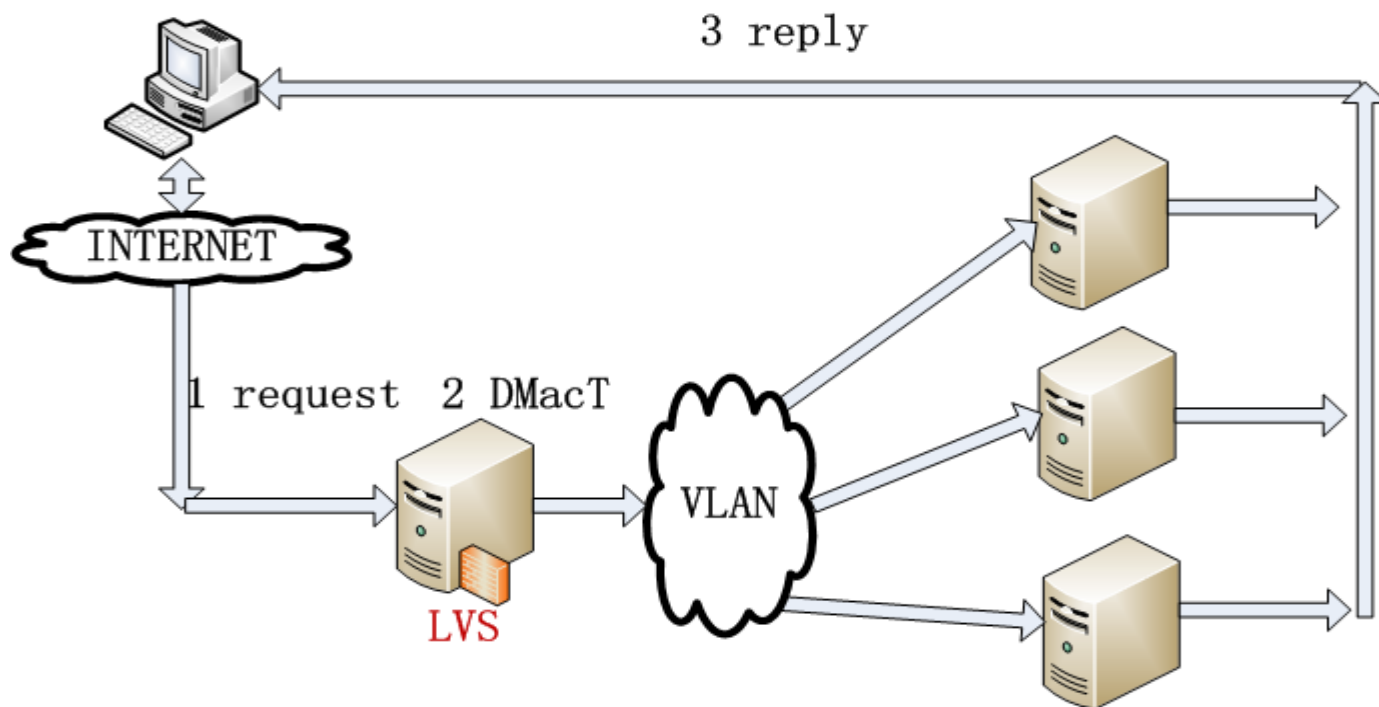 3 reply
INTERNET
1 request
2 DMacT
VLAN
LVS